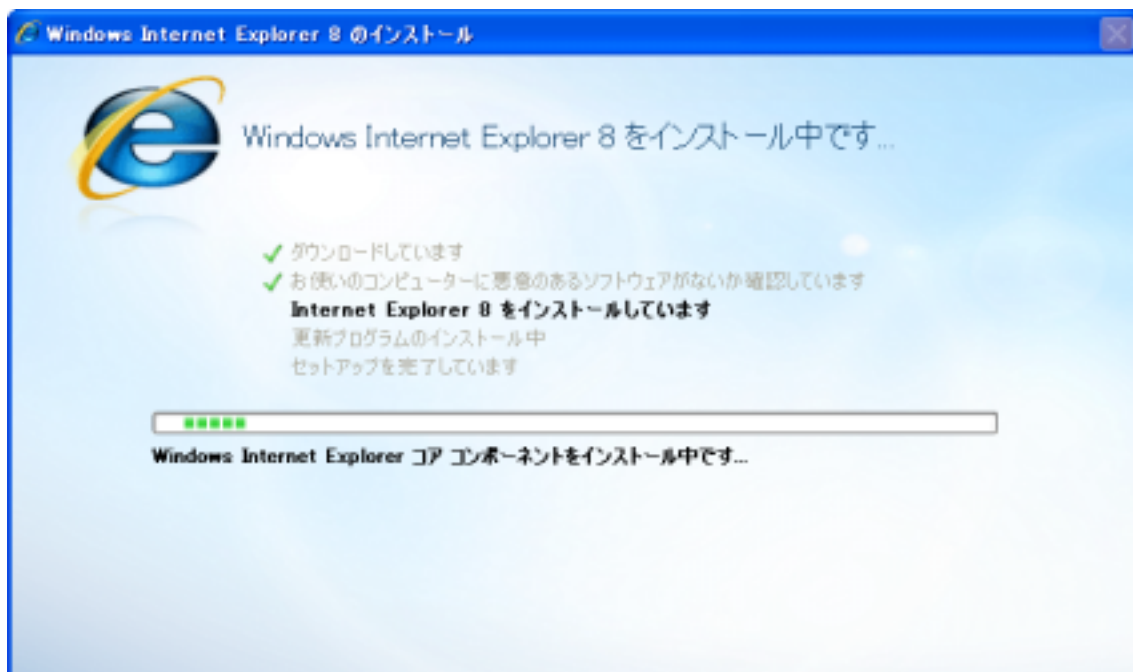 Windows Internet Explorer 8 のインストール
Windows Internet Explorer 8 をインストール中です...
ダウンロードしています
お使いのコンピューターに悪意のあるソフトウェアがないか確認しています
Internet Explorer 8 をインストールしています
更新プログラムのインストール中
セットアップを完了しています
Windows Internet Explorer コア コンポーネントをインストール中です...